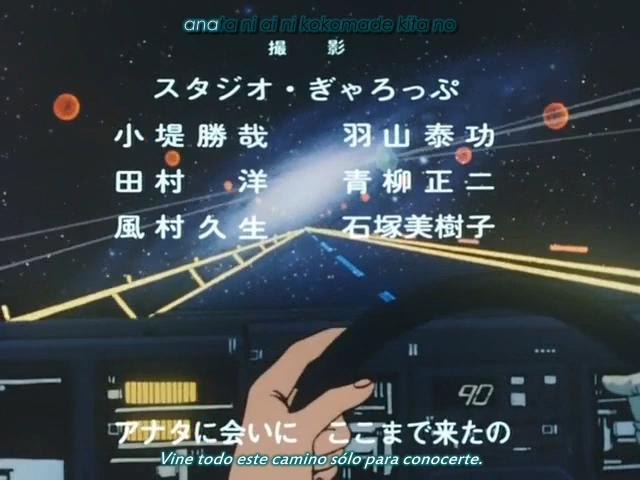 anata ni ai ni kokomade kita no
撮 影
スタジオ・ぎゃろっぷ
小堤勝哉 羽山泰功
田村 洋 青柳正二
風村久生 石塚美樹子
90
アナタに会いに ここまで来たの
Vine todo este camino sólo para conocerte.